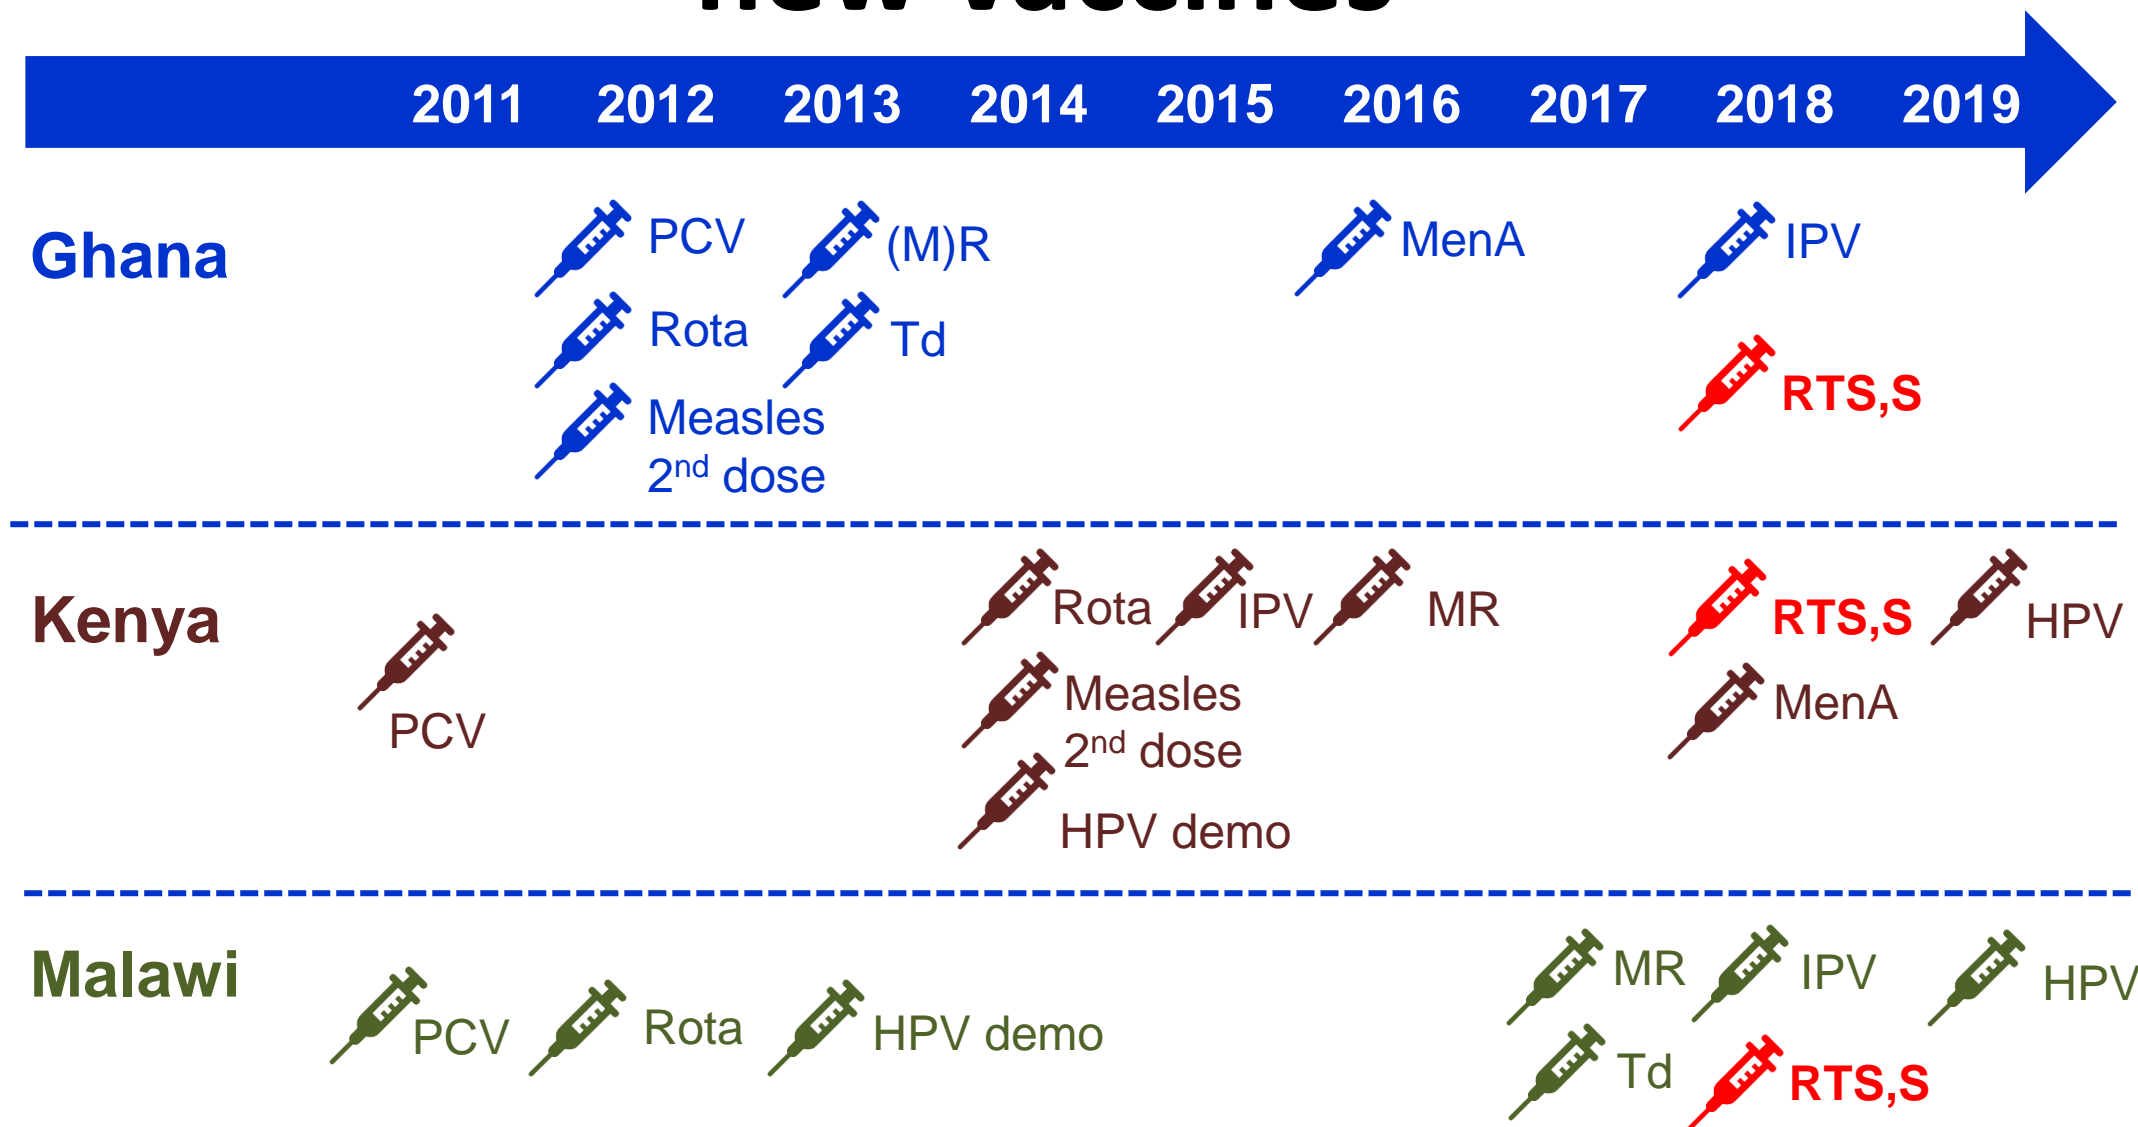 new vaccines
2011 2012 2013 2014 2015 2016 2017 2018 2019
Ghana
PCV (M)R MenA IPV
Rota Td
RTS,S
Measles
2nd dose
Kenya
Rota IPV MR RTS,S HPV
PCV
Measles
2nd dose
MenA
HPV demo
Malawi
MR IPV HPV
PCV Rota HPV demo
Td RTS,S